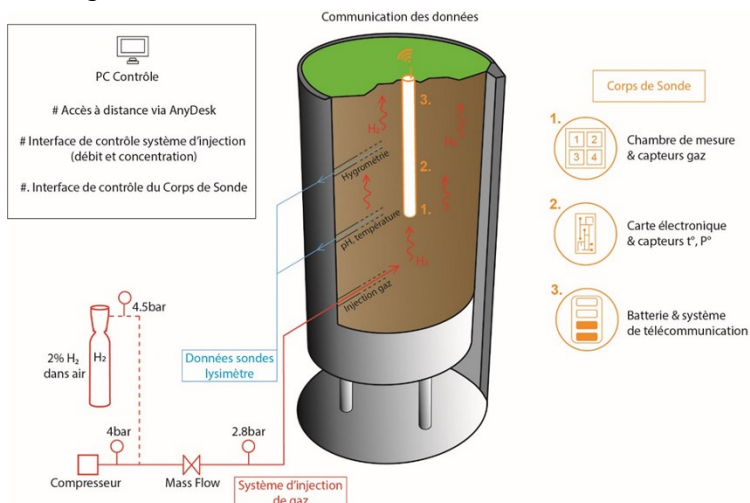 Communication des données
PC Contrôle
# Accès à distance via AnyDesk
# Interface de contrôle système d'injection
(débit et concentration)
#. Interface de contrôle du Corps de Sonde
3.
H₂
H₂
Hygrométrie
2.
1.
pH, température
H₂
Injection gaz
Corps de Sonde
1.
1 2
3 4
Chambre de mesure
& capteurs gaz
2.
Carte électronique
& capteurs t°, P°
3.
Batterie & système
de télécommunication
4.5bar
2% H₂
dans air
H₂
Données sondes
lysimètre
4bar
2.8bar
Compresseur
Mass Flow
Système d'injection
de gaz